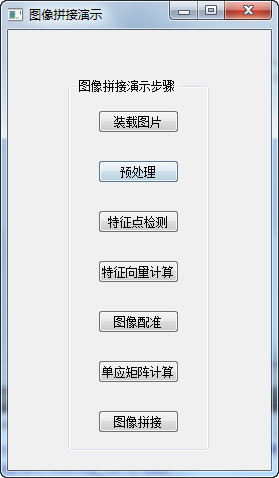 图像拼接演示
图像拼接演示步骤
装载图片
预处理
特征点检测
特征向量计算
图像配准
单应矩阵计算
图像拼接